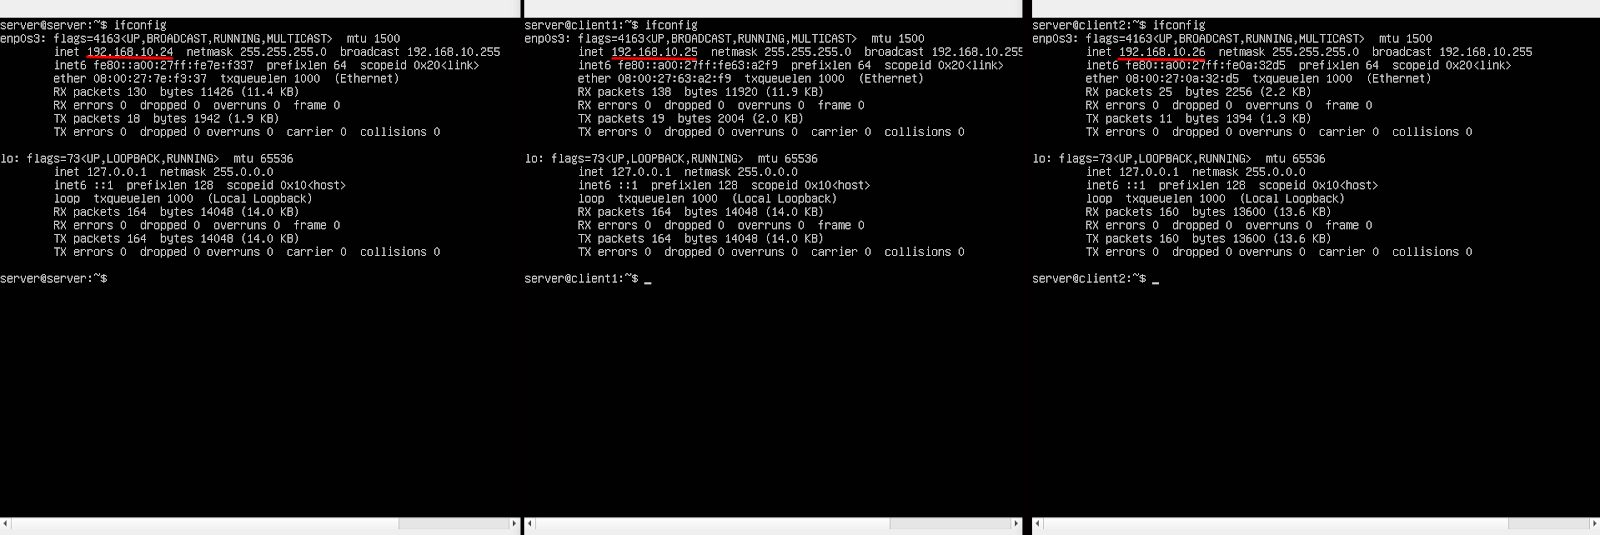 server@server:~$ ifconfig
enp0s3: flags=4163<UP,BROADCAST,RUNNING,MULTICAST>  mtu 1500
        inet 192.168.10.24  netmask 255.255.255.0  broadcast 192.168.10.255
        inet6 fe80::a00:27ff:fe7e:f337  prefixlen 64  scopeid 0x20<link>
        ether 08:00:27:7e:f3:37  txqueuelen 1000  (Ethernet)
        RX packets 130  bytes 11426 (11.4 KB)
        RX errors 0  dropped 0  overruns 0  frame 0
        TX packets 18  bytes 1942 (1.9 KB)
        TX errors 0  dropped 0 overruns 0  carrier 0  collisions 0
lo: flags=73<UP,LOOPBACK,RUNNING>  mtu 65536
        inet 127.0.0.1  netmask 255.0.0.0
        inet6 ::1  prefixlen 128  scopeid 0x10<host>
        loop  txqueuelen 1000  (Local Loopback)
        RX packets 164  bytes 14048 (14.0 KB)
        RX errors 0  dropped 0  overruns 0  frame 0
        TX packets 164  bytes 14048 (14.0 KB)
        TX errors 0  dropped 0 overruns 0  carrier 0  collisions 0
server@server:~$
server@client1:~$ ifconfig
enp0s3: flags=4163<UP,BROADCAST,RUNNING,MULTICAST>  mtu 1500
        inet 192.168.10.25  netmask 255.255.255.0  broadcast 192.168.10.255
        inet6 fe80::a00:27ff:fe63:a2f9  prefixlen 64  scopeid 0x20<link>
        ether 08:00:27:63:a2:f9  txqueuelen 1000  (Ethernet)
        RX packets 138  bytes 11920 (11.9 KB)
        RX errors 0  dropped 0  overruns 0  frame 0
        TX packets 19  bytes 2004 (2.0 KB)
        TX errors 0  dropped 0 overruns 0  carrier 0  collisions 0
lo: flags=73<UP,LOOPBACK,RUNNING>  mtu 65536
        inet 127.0.0.1  netmask 255.0.0.0
        inet6 ::1  prefixlen 128  scopeid 0x10<host>
        loop  txqueuelen 1000  (Local Loopback)
        RX packets 164  bytes 14048 (14.0 KB)
        RX errors 0  dropped 0  overruns 0  frame 0
        TX packets 164  bytes 14048 (14.0 KB)
        TX errors 0  dropped 0 overruns 0  carrier 0  collisions 0
server@client1:~$ _
server@client2:~$ ifconfig
enp0s3: flags=4163<UP,BROADCAST,RUNNING,MULTICAST>  mtu 1500
        inet 192.168.10.26  netmask 255.255.255.0  broadcast 192.168.10.255
        inet6 fe80::a00:27ff:fe0a:32d5  prefixlen 64  scopeid 0x20<link>
        ether 08:00:27:0a:32:d5  txqueuelen 1000  (Ethernet)
        RX packets 25  bytes 2256 (2.2 KB)
        RX errors 0  dropped 0  overruns 0  frame 0
        TX packets 11  bytes 1394 (1.3 KB)
        TX errors 0  dropped 0 overruns 0  carrier 0  collisions 0
lo: flags=73<UP,LOOPBACK,RUNNING>  mtu 65536
        inet 127.0.0.1  netmask 255.0.0.0
        inet6 ::1  prefixlen 128  scopeid 0x10<host>
        loop  txqueuelen 1000  (Local Loopback)
        RX packets 160  bytes 13600 (13.6 KB)
        RX errors 0  dropped 0  overruns 0  frame 0
        TX packets 160  bytes 13600 (13.6 KB)
        TX errors 0  dropped 0 overruns 0  carrier 0  collisions 0
server@client2:~$ _